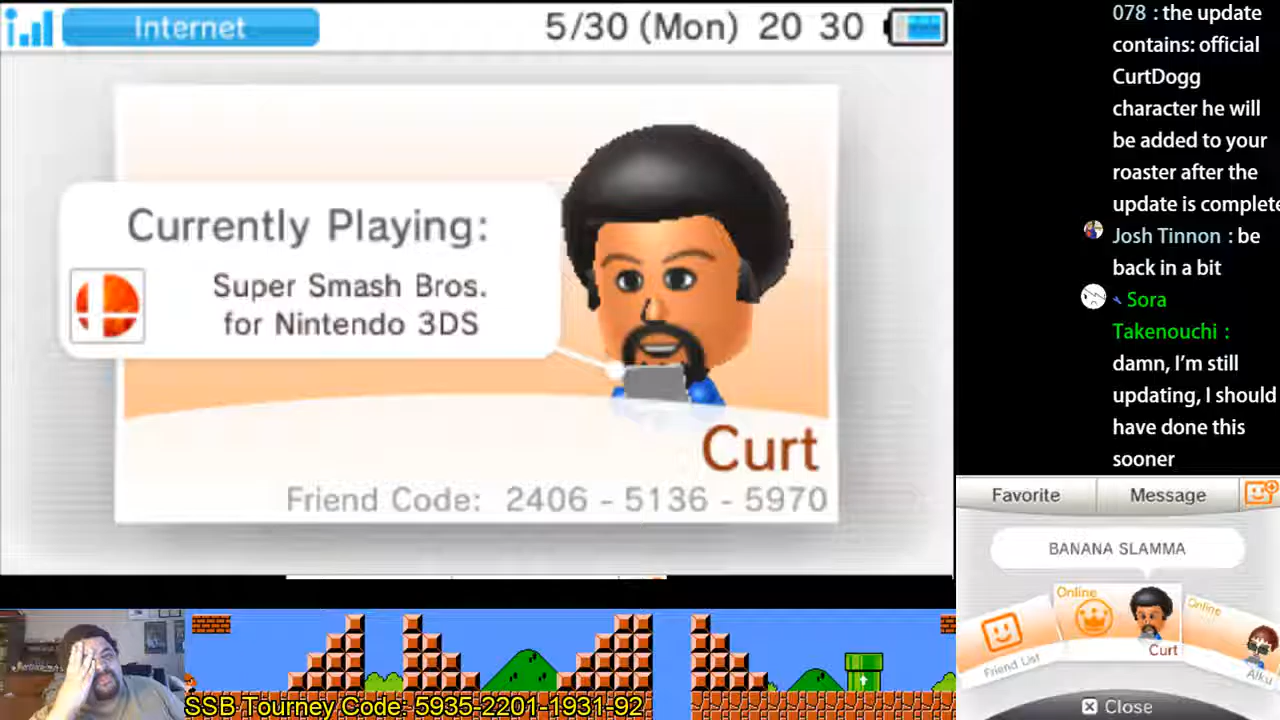 Internet
5/30 (Mon) 20 30
Currently Playing:
Super Smash Bros.
for Nintendo 3DS
Curt
Friend Code: 2406 - 5136 - 5970
078 : the update
contains: official
CurtDogg
character he will
be added to your
roaster after the
update is complete
Josh Tinnon : be
back in a bit
Sora
Takenouchi :
damn, I'm still
updating, I should
have done this
sooner
Favorite
Message
BANANA SLAMMA
Online
Online
Friend List
Curt
Alku
Close
SSB Tourney Code: 5935-2201-1931-92